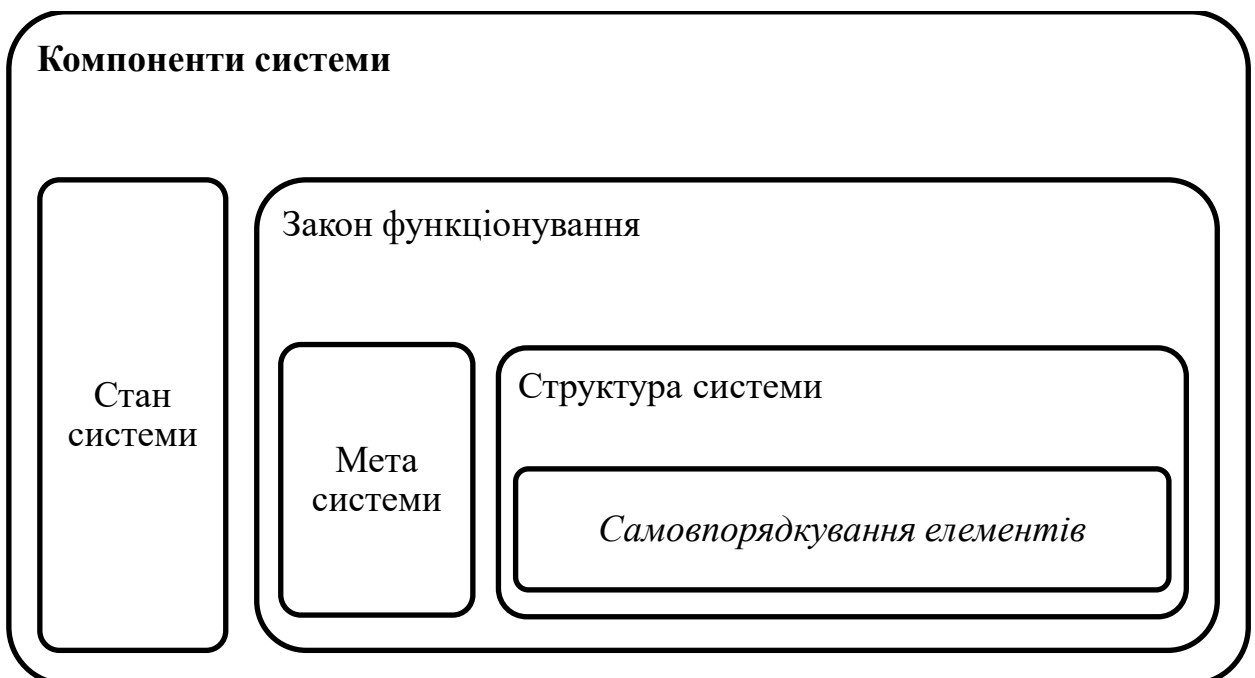 Компоненти системи
Закон функціонування
Стан
системи
Структура системи
Мета
системи
Самовпорядкування елементів